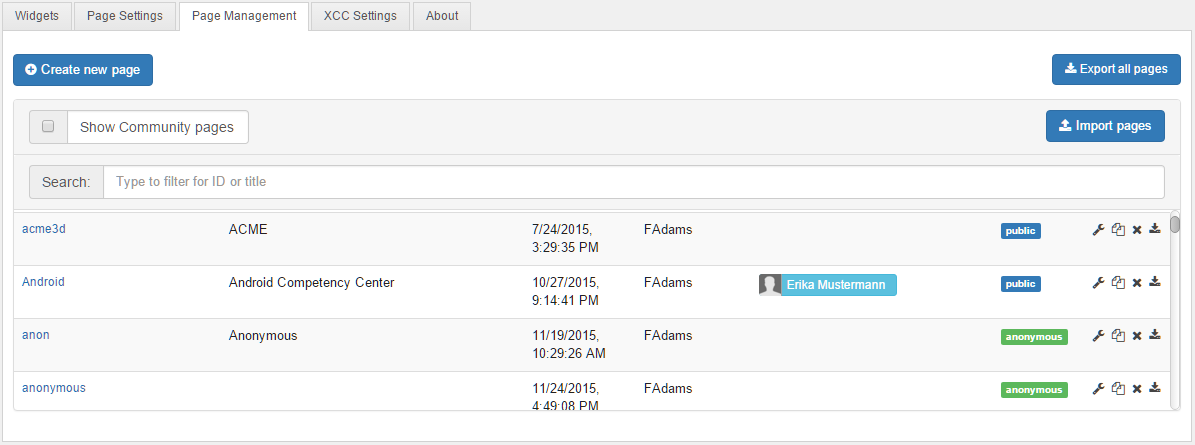 Widgets Page Settings Page Management XCC Settings About
Create new page Export all pages
Show Community pages Import pages
Search: Type to filter for ID or title
acme3d ACME 7/24/2015, FAdams public
3:29:35 PM
Android Android Competency Center 10/27/2015, FAdams Erika Mustermann public
9:14:41 PM
anon Anonymous 11/19/2015, FAdams anonymous
10:29:26 AM
anonymous 11/24/2015, FAdams anonymous
4:49:08 PM